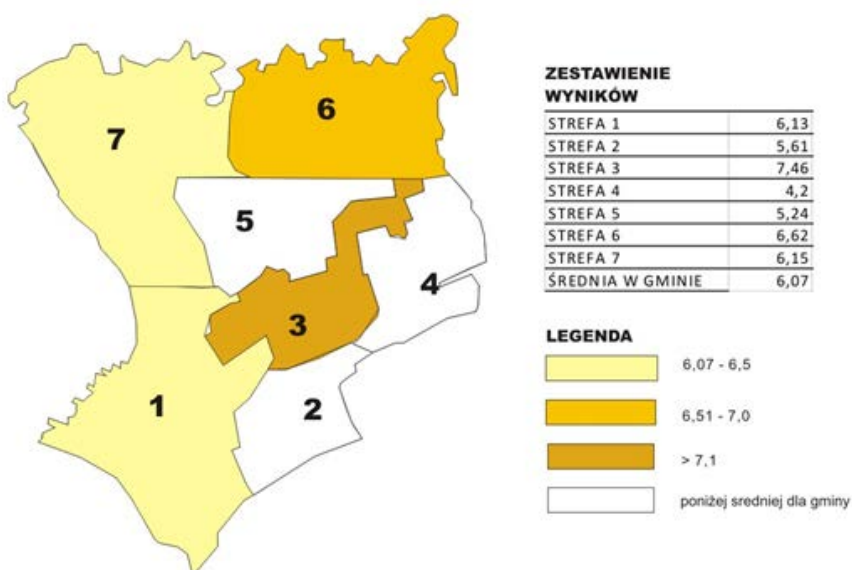 7
6
5
4
3
1
2
ZESTAWIENIE
WYNIKÓW
STREFA 1 6,13
STREFA 2 5,61
STREFA 3 7,46
STREFA 4 4,2
STREFA 5 5,24
STREFA 6 6,62
STREFA 7 6,15
ŚREDNIA W GMINIE 6,07
LEGENDA
6,07 - 6,5
6,51 - 7,0
> 7,1
poniżej sredniej dla gminy